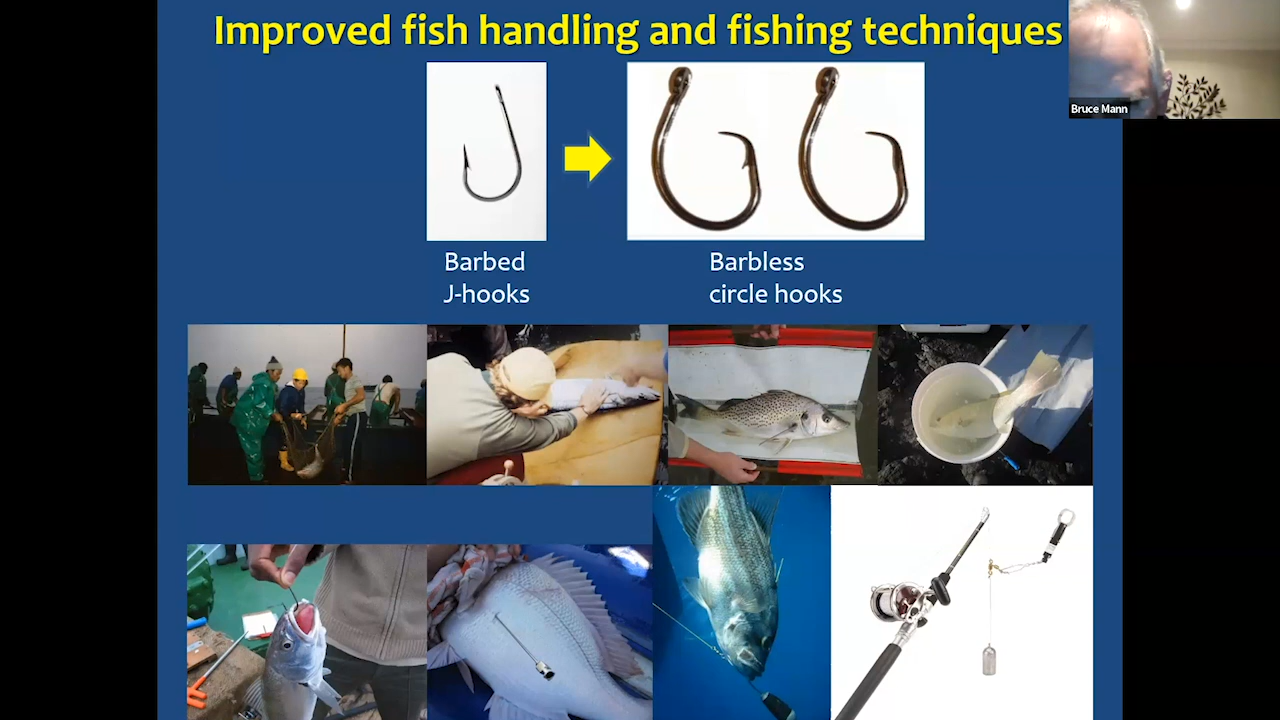 Improved fish handling and fishing techniques
Bruce Mann
Barbed
J-hooks
Barbless
circle hooks